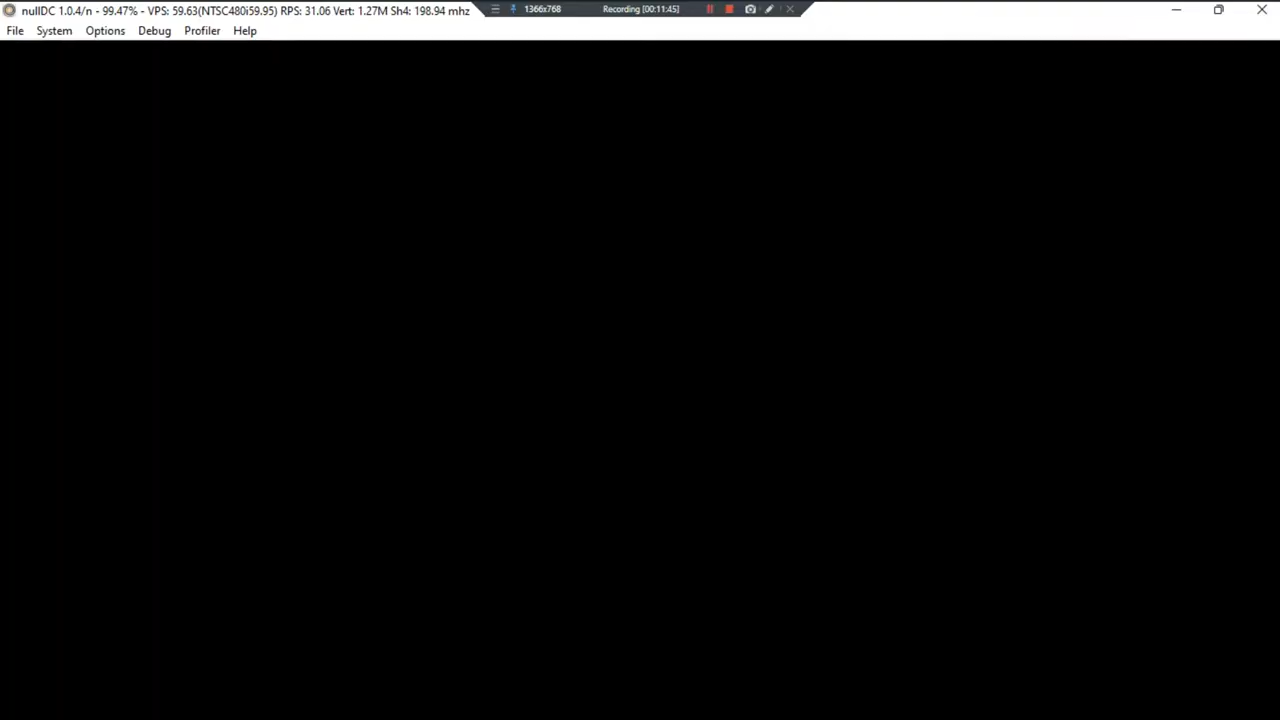 nullDC 1.0.4/n - 99.47% - VPS: 59.63(NTSC480i59.95) RPS: 31.06 Vert: 1.27M Sh4: 198.94 mhz
1366x768 Recording [00:11:45]
File System Options Debug Profiler Help